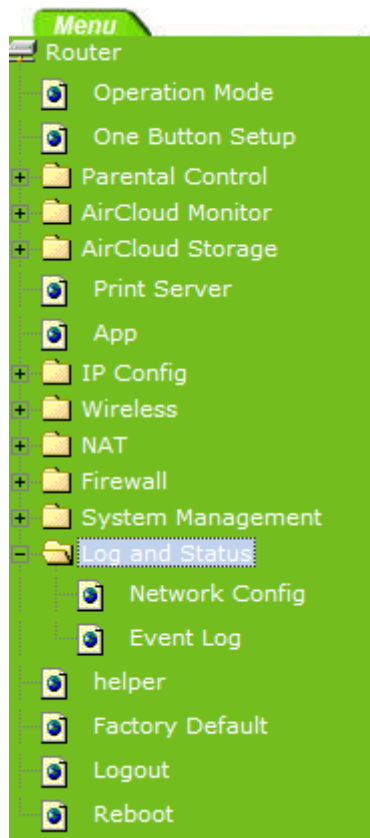 Menu
Router
Operation Mode
One Button Setup
Parental Control
AirCloud Monitor
AirCloud Storage
Print Server
App
IP Config
Wireless
NAT
Firewall
System Management
Log and Status
Network Config
Event Log
helper
Factory Default
Logout
Reboot